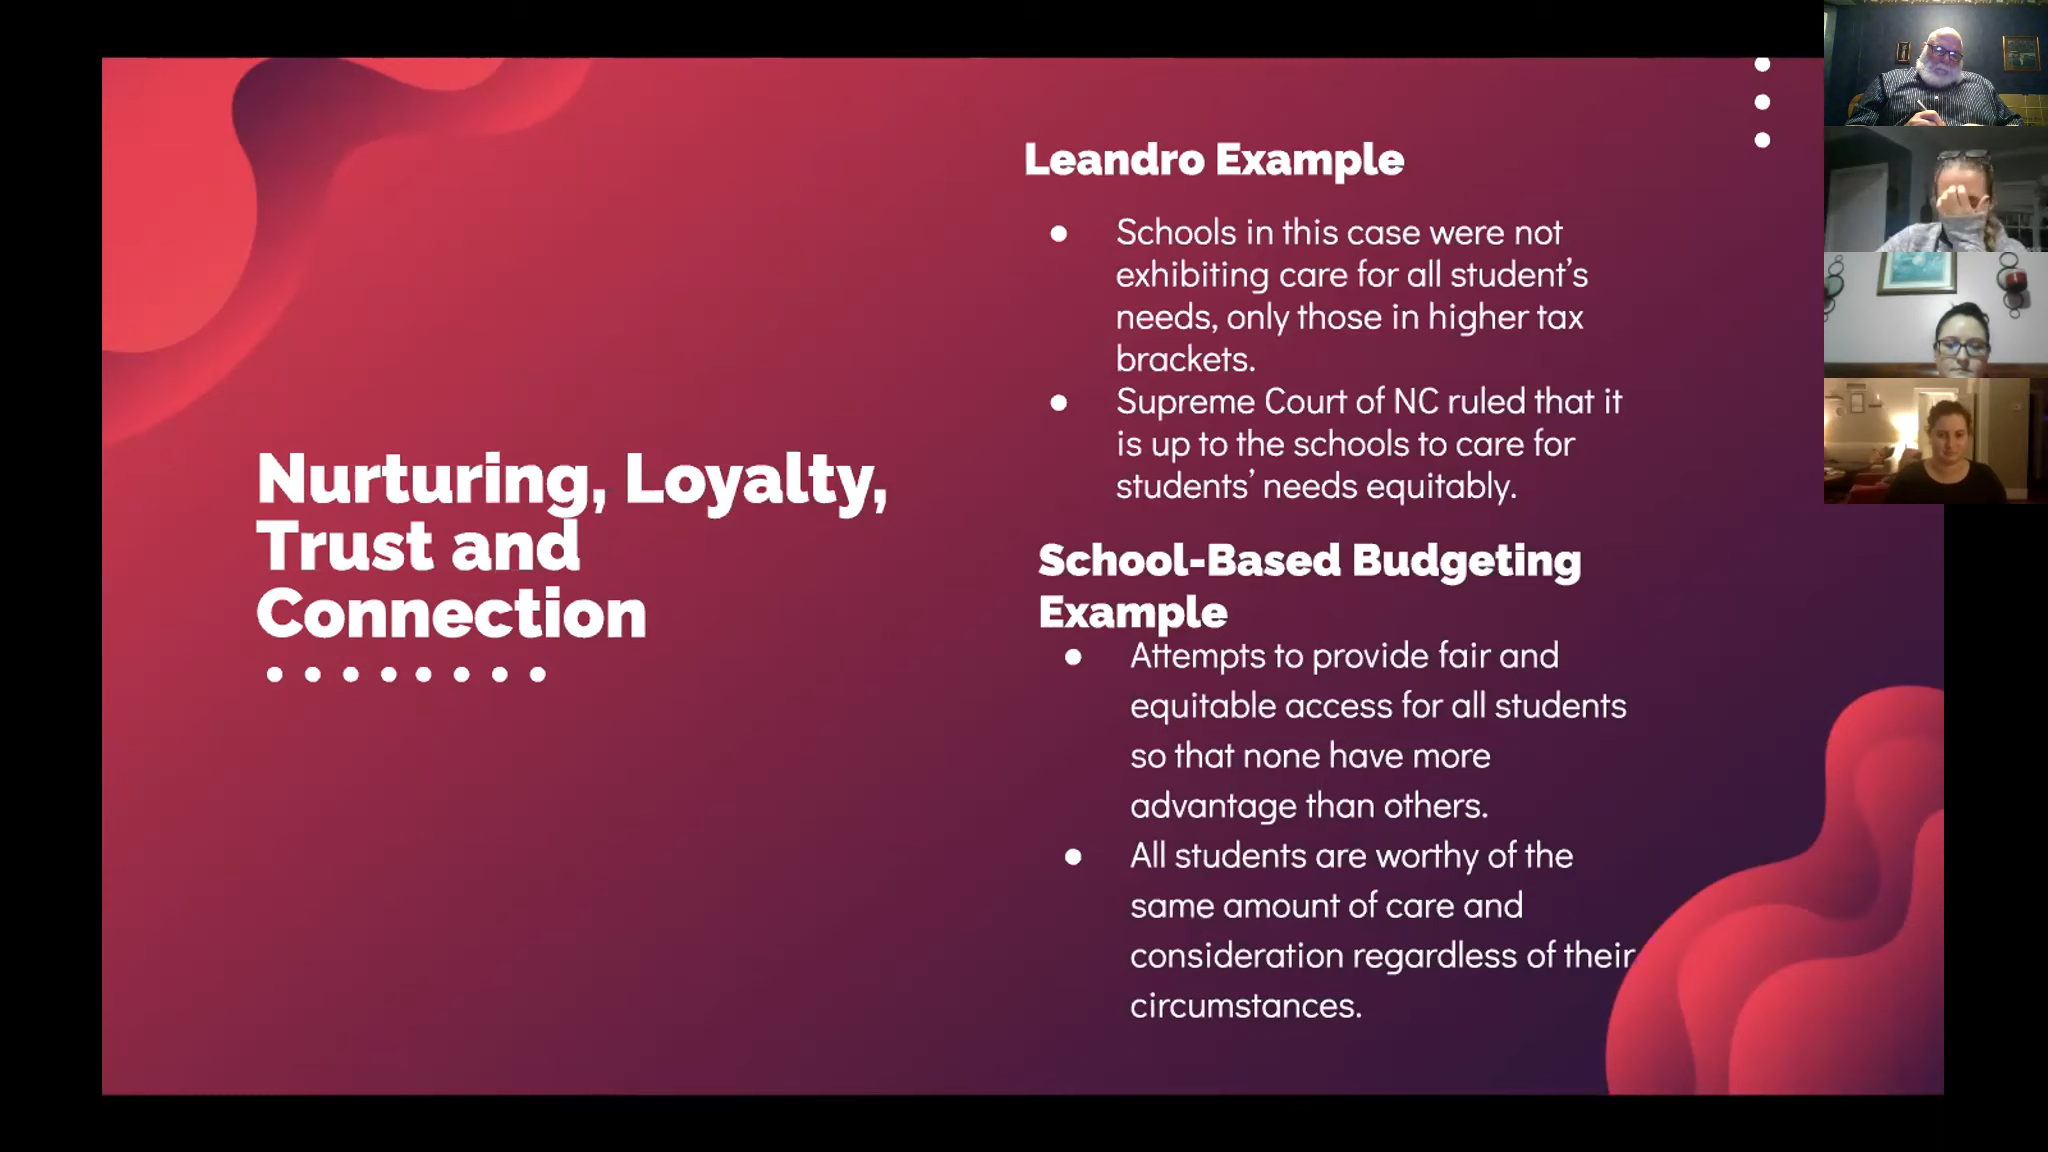 Nurturing, Loyalty,
Trust and
Connection
Leandro Example
● Schools in this case were not
exhibiting care for all student’s
needs, only those in higher tax
brackets.
● Supreme Court of NC ruled that it
is up to the schools to care for
students’ needs equitably.
School-Based Budgeting
Example
● Attempts to provide fair and
equitable access for all students
so that none have more
advantage than others.
● All students are worthy of the
same amount of care and
consideration regardless of their
circumstances.